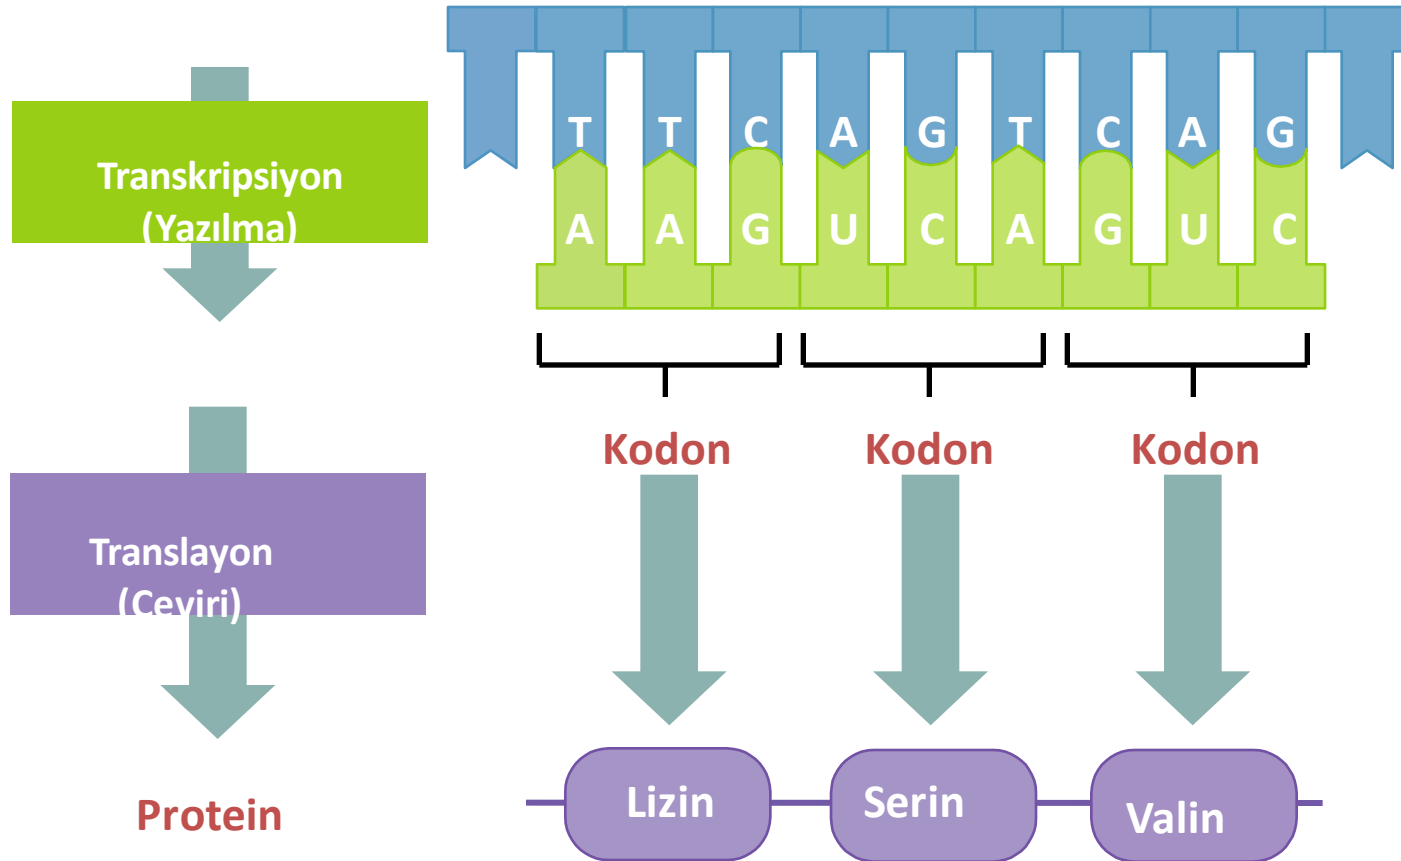 T T C A G T C A G
Transkripsiyon
(Yazılma)
A A G U C A G U C
Kodon Kodon Kodon
Translayon
(Çeviri)
Protein
Lizin Serin Valin